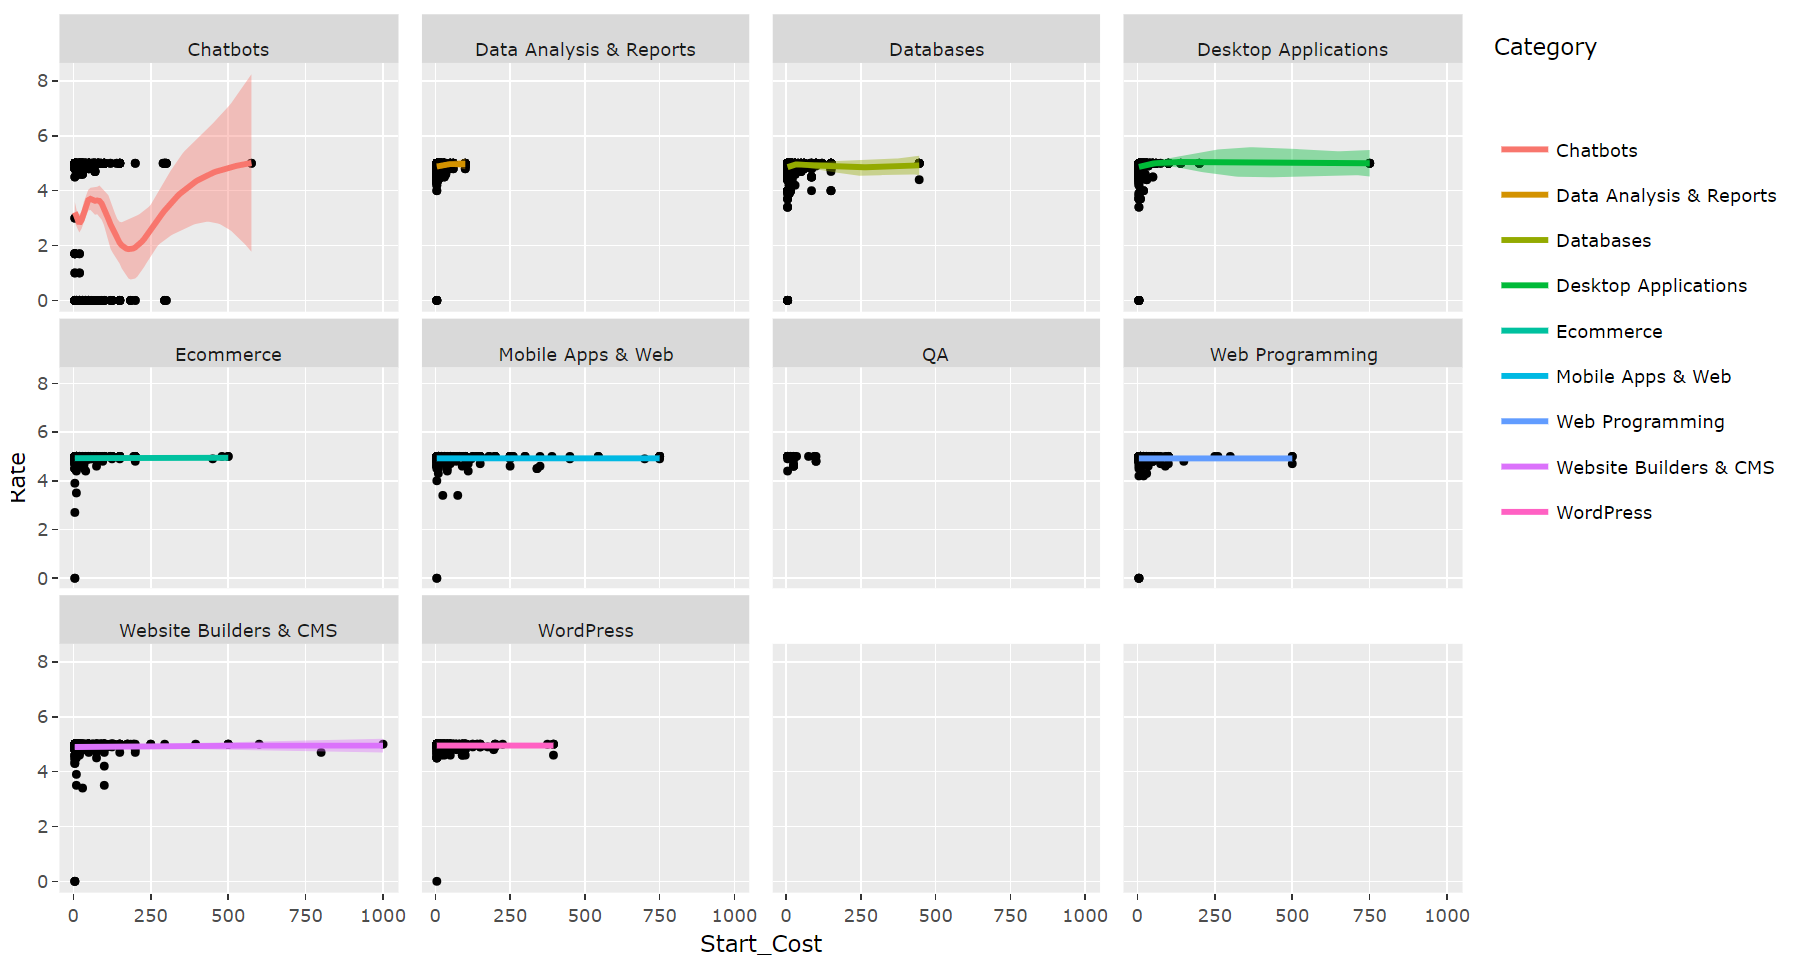 Chatbots
Data Analysis & Reports
Databases
Desktop Applications
Category
8
6
4
2
0
Chatbots
Data Analysis & Reports
Databases
Desktop Applications
Ecommerce
Mobile Apps & Web
Web Programming
Website Builders & CMS
WordPress
Ecommerce
Mobile Apps & Web
QA
Web Programming
Rate
8
6
4
2
0
Website Builders & CMS
WordPress
8
6
4
2
0
0 250 500 750 1000
0 250 500 750 1000
0 250 500 750 1000
0 250 500 750 1000
Start_Cost